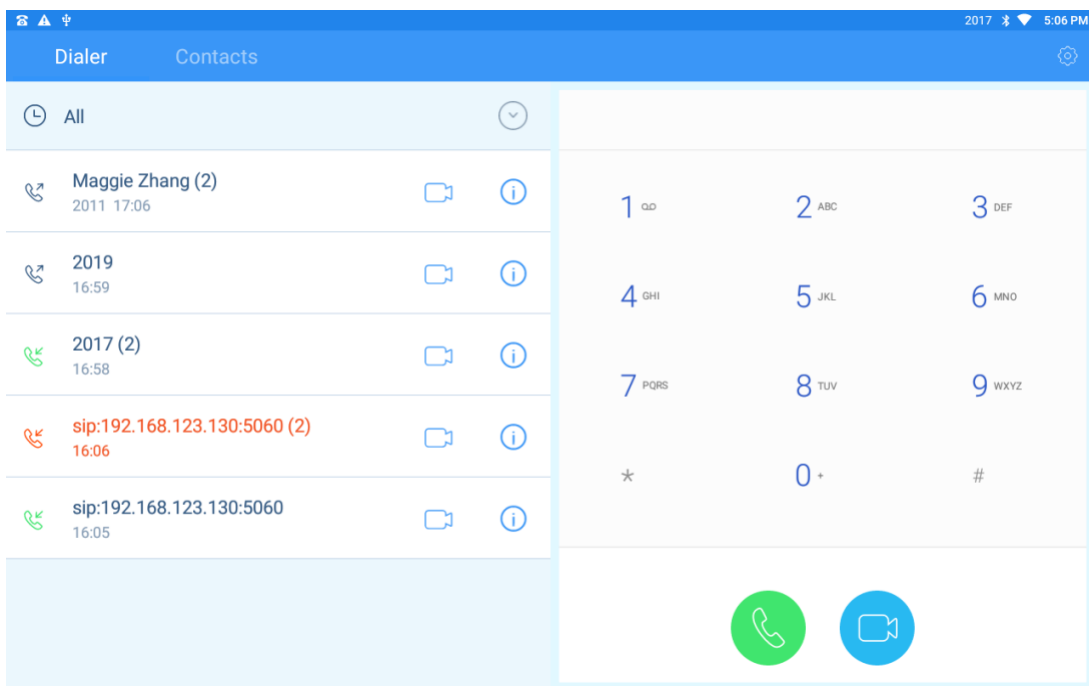 2017 5:06 PM
Dialer Contacts
All
Maggie Zhang (2)
2011 17:06
2019
16:59
2017 (2)
16:58
sip:192.168.123.130:5060 (2)
16:06
sip:192.168.123.130:5060
16:05
1 2 ABC 3 DEF
4 GHI 5 JKL 6 MNO
7 PQRS 8 TUV 9 WXYZ
* 0 + #